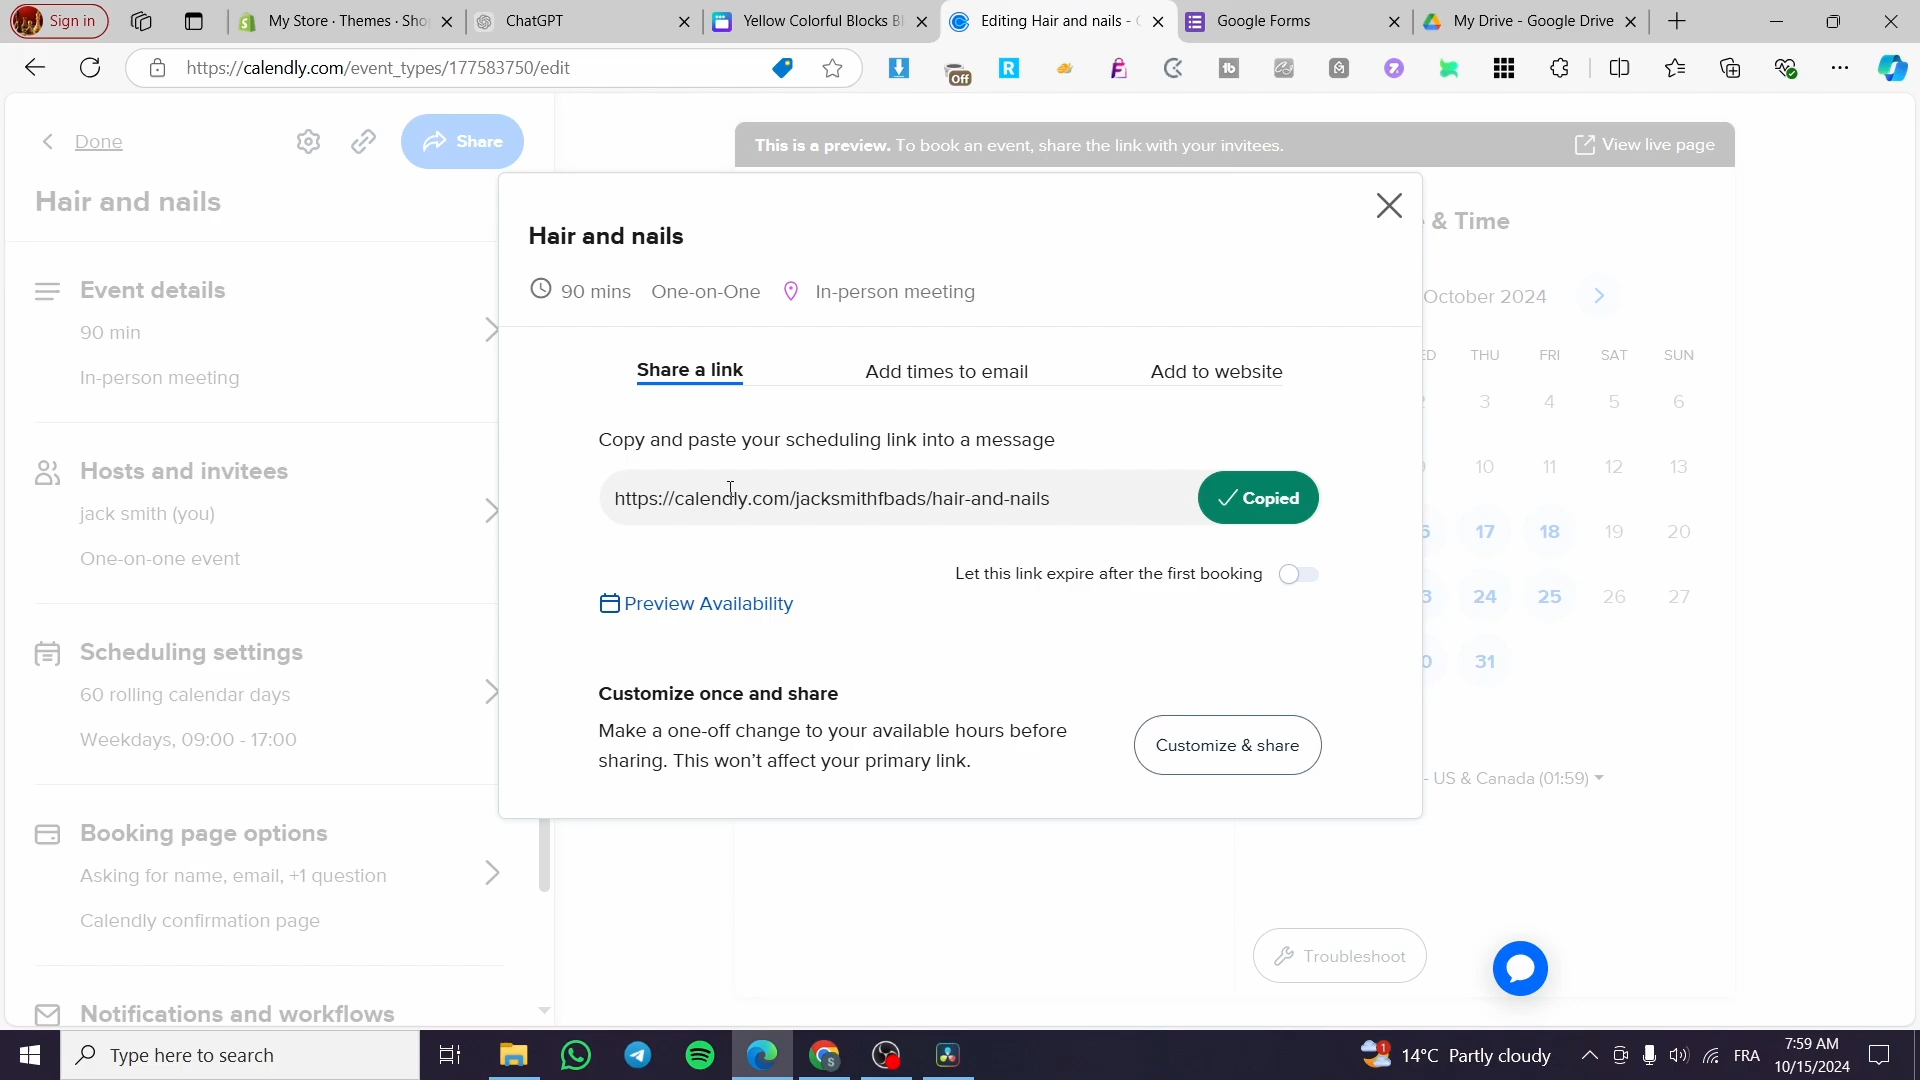 Sign in
My Store · Themes · Sho
ChatGPT
Yellow Colorful Blocks Bl
Editing Hair and nails -
Google Forms
My Drive - Google Drive
https://calendly.com/event_types/177583750/edit
Off
Done
Share
This is a preview. To book an event, share the link with your invitees.
View live page
Hair and nails
Event details
90 min
In-person meeting
Hosts and invitees
jack smith (you)
One-on-one event
Scheduling settings
60 rolling calendar days
Weekdays, 09:00 - 17:00
Booking page options
Asking for name, email, +1 question
Calendly confirmation page
Notifications and workflows
Hair and nails
90 mins One-on-One In-person meeting
Share a link Add times to email Add to website
Copy and paste your scheduling link into a message
https://calendly.com/jacksmithfbads/hair-and-nails
Copied
Let this link expire after the first booking
Preview Availability
Customize once and share
Make a one-off change to your available hours before
sharing. This won't affect your primary link.
Customize & share
& Time
October 2024
THU FRI SAT SUN
3 4 5 6
10 11 12 13
17 18 19 20
24 25 26 27
31
- US & Canada (01:59)
Troubleshoot
Type here to search
1
14°C Partly cloudy
FRA
7:59 AM
10/15/2024